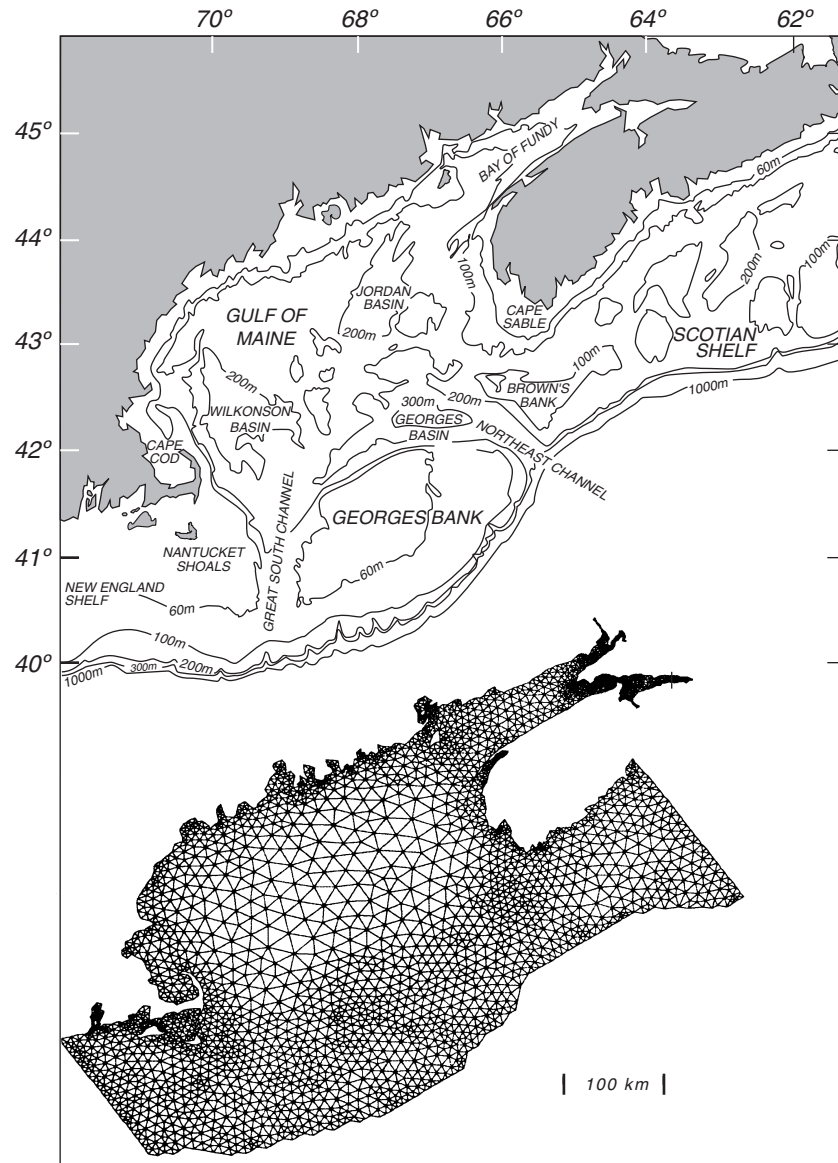 70º 68º 66º 64º 62º
45º
BAY OF FUNDY
60m
44º
100m
JORDAN
BASIN
200m
100m
CAPE
SABLE
GULF OF
MAINE
43º
200m
SCOTIAN
SHELF
200m
100m
1000m
300m
200m
BROWN'S
BANK
WILKONSON
BASIN
GEORGES
BASIN
42º
CAPE
COD
NORTHEAST CHANNEL
GEORGES BANK
GREAT SOUTH CHANNEL
41º
NANTUCKET
SHOALS
60m
NEW ENGLAND
SHELF
60m
100m
40º
1000m
300m
200m
100 km